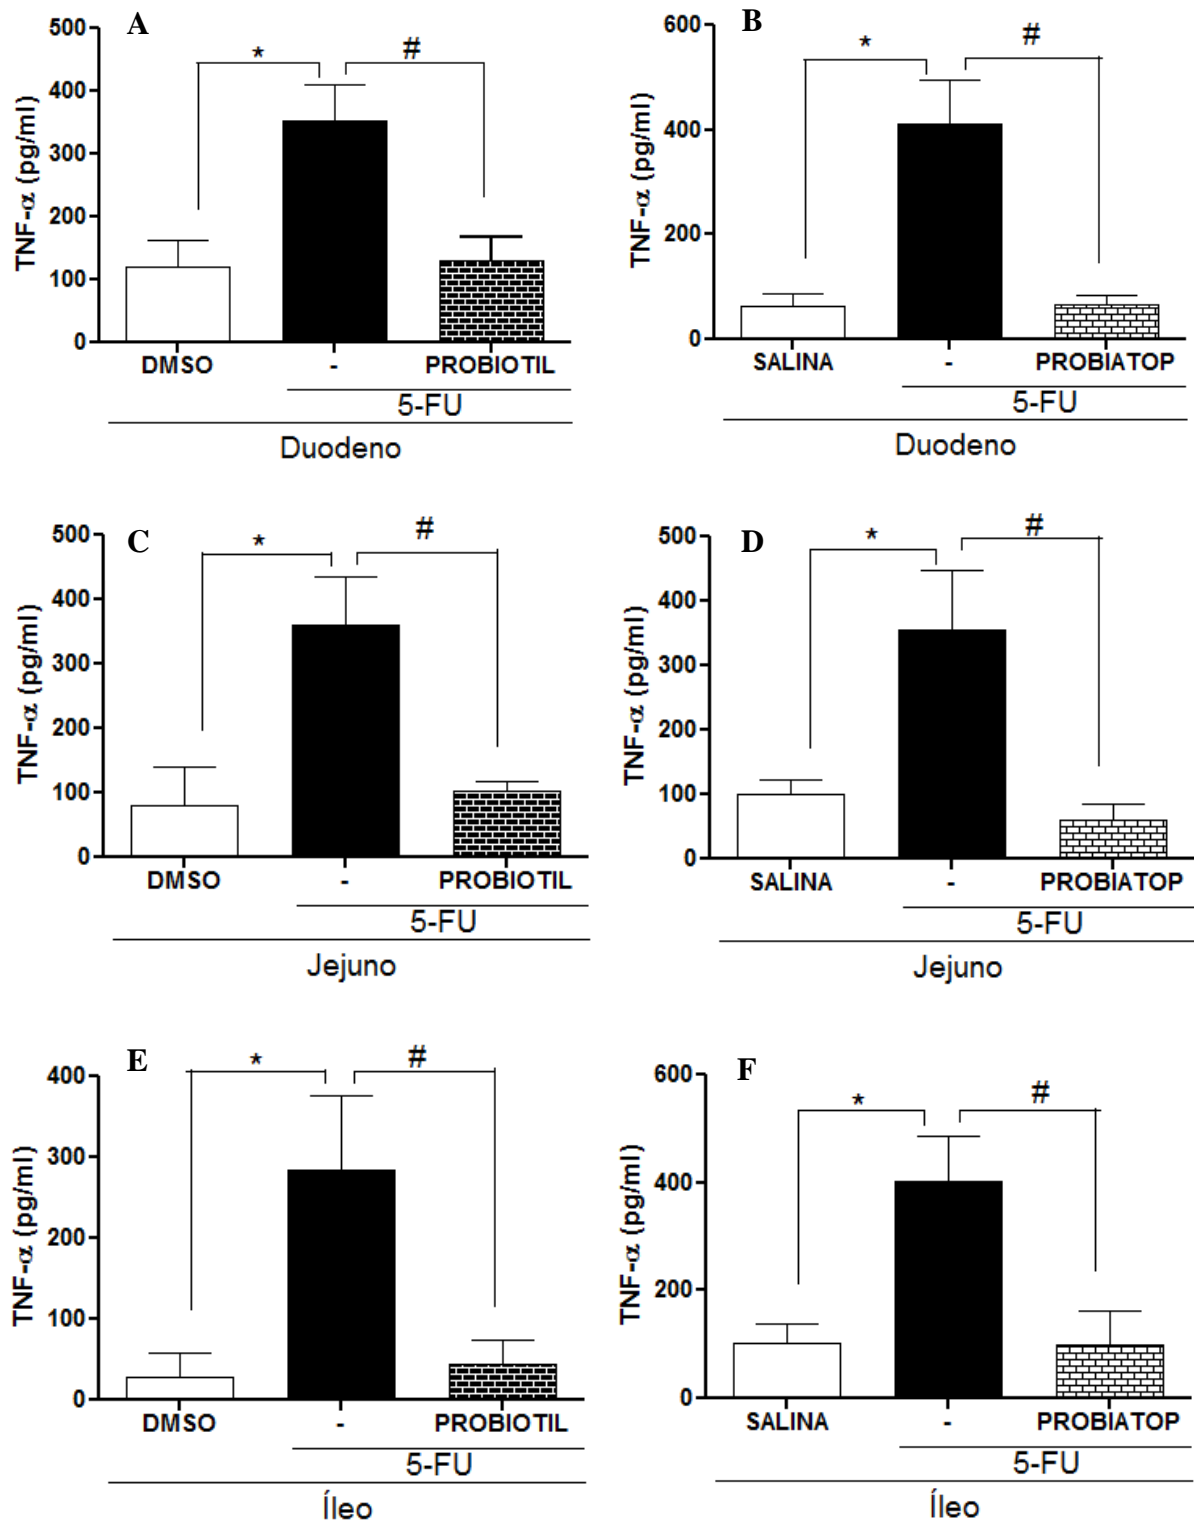 A
500
400
300
200
100
0
TNF-α (pg/ml)
*
#
DMSO - PROBIOTIL
5-FU
Duodeno
B
600
400
200
0
TNF-α (pg/ml)
*
#
SALINA - PROBIATOP
5-FU
Duodeno
C
500
400
300
200
100
0
TNF-α (pg/ml)
*
#
DMSO - PROBIOTIL
5-FU
Jejuno
D
500
400
300
200
100
0
TNF-α (pg/ml)
*
#
SALINA - PROBIATOP
5-FU
Jejuno
E
400
300
200
100
0
TNF-α (pg/ml)
*
#
DMSO - PROBIOTIL
5-FU
Íleo
F
600
400
200
0
TNF-α (pg/ml)
*
#
SALINA - PROBIATOP
5-FU
Íleo